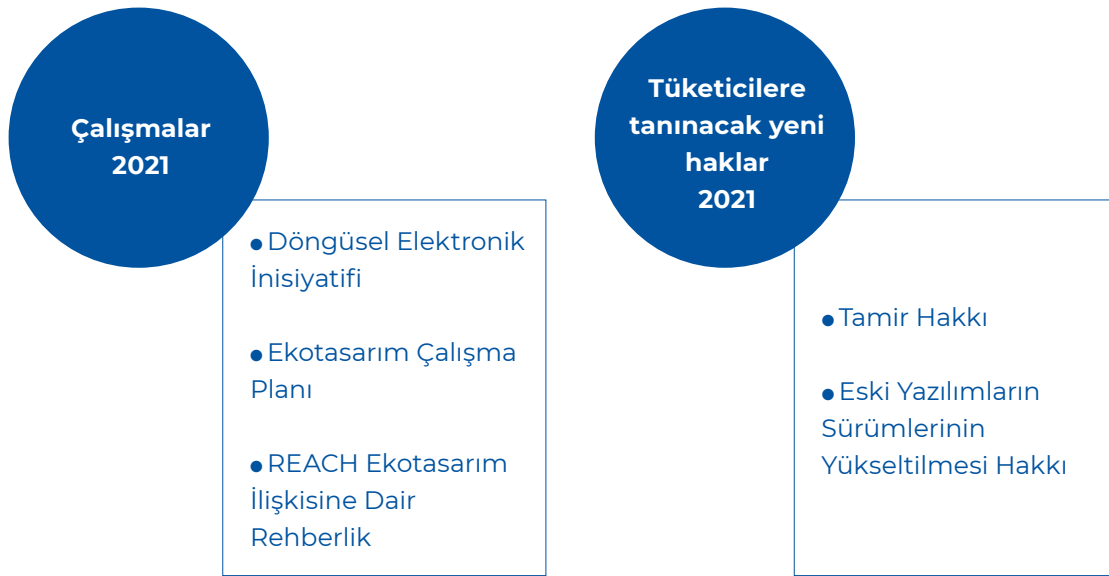 Çalışmalar
2021
● Döngüsel Elektronik
İnisiyatifi
● Ekotasarım Çalışma
Planı
● REACH Ekotasarım
İlişkisine Dair
Rehberlik
Tüketicilere
tanınacak yeni
haklar
2021
● Tamir Hakkı
● Eski Yazılımların
Sürümlerinin
Yükseltilmesi Hakkı